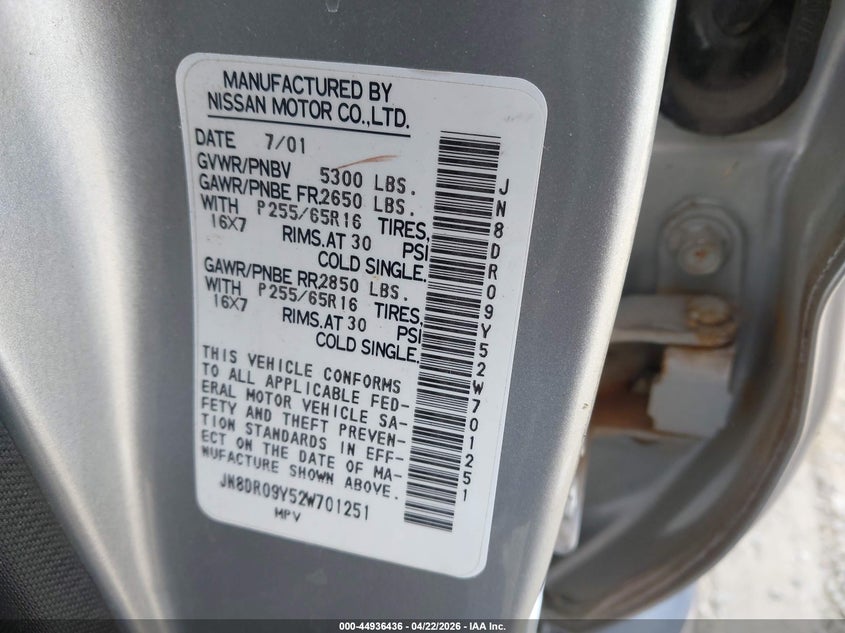 MANUFACTURED BY
NISSAN MOTOR CO.,LTD.
DATE 7/01
GVWR/PNBV 5300 LBS.
GAWR/PNBE FR.2650 LBS.
WITH P255/65R16 TIRES,
16X7 RIMS.AT 30 PSI
COLD SINGLE.
GAWR/PNBE RR.2850 LBS.
WITH P255/65R16 TIRES,
16X7 RIMS.AT 30 PSI
COLD SINGLE.
THIS VEHICLE CONFORMS
TO ALL APPLICABLE FED-
ERAL MOTOR VEHICLE SA-
FETY AND THEFT PREVEN-
TION STANDARDS IN EFF-
ECT ON THE DATE OF MA-
NUFACTURE SHOWN ABOVE.
JN8DR09Y52W701251
MPV
JN8DR09Y52W701251
000-44936436 04/22/2026 IAA Inc.